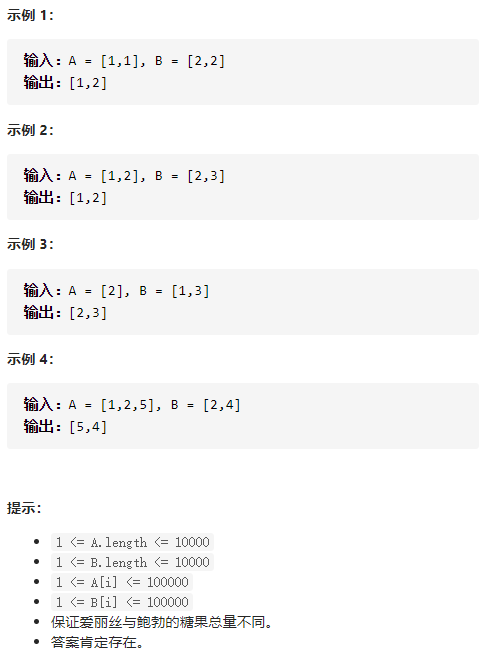 示例 1：
输入：A = [1,1], B = [2,2]
输出：[1,2]
示例 2：
输入：A = [1,2], B = [2,3]
输出：[1,2]
示例 3：
输入：A = [2], B = [1,3]
输出：[2,3]
示例 4：
输入：A = [1,2,5], B = [2,4]
输出：[5,4]
提示：
1 <= A.length <= 10000
1 <= B.length <= 10000
1 <= A[i] <= 100000
1 <= B[i] <= 100000
保证爱丽丝与鲍勃的糖果总量不同。
答案肯定存在。